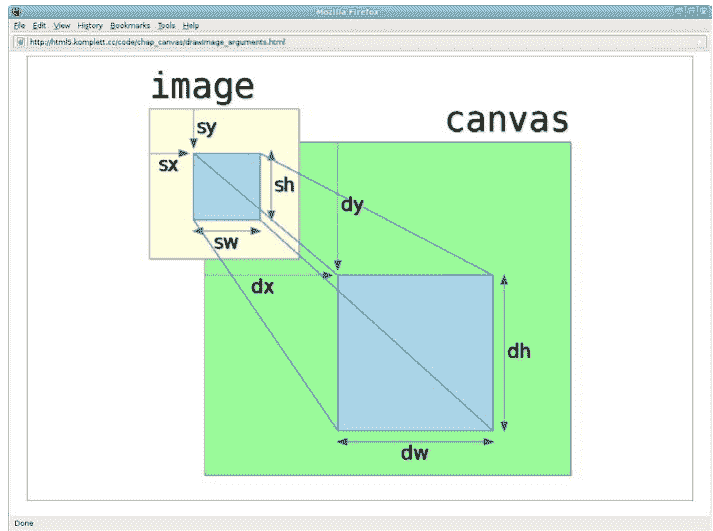 Mozilla Firefox
File Edit View History Bookmarks Tools Help
http://html5.komplett.cc/code/chap_canvas/drawImage_arguments.html
image
canvas
sy
sx
sh
sw
dy
dx
dh
dw
Done